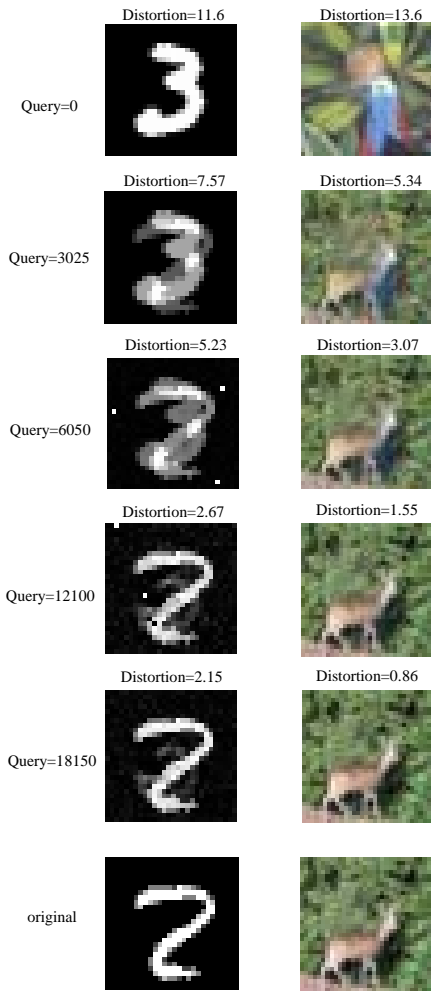 Distortion=11.6 Distortion=13.6
Query=0
Distortion=7.57 Distortion=5.34
Query=3025
Distortion=5.23 Distortion=3.07
Query=6050
Distortion=2.67 Distortion=1.55
Query=12100
Distortion=2.15 Distortion=0.86
Query=18150
original